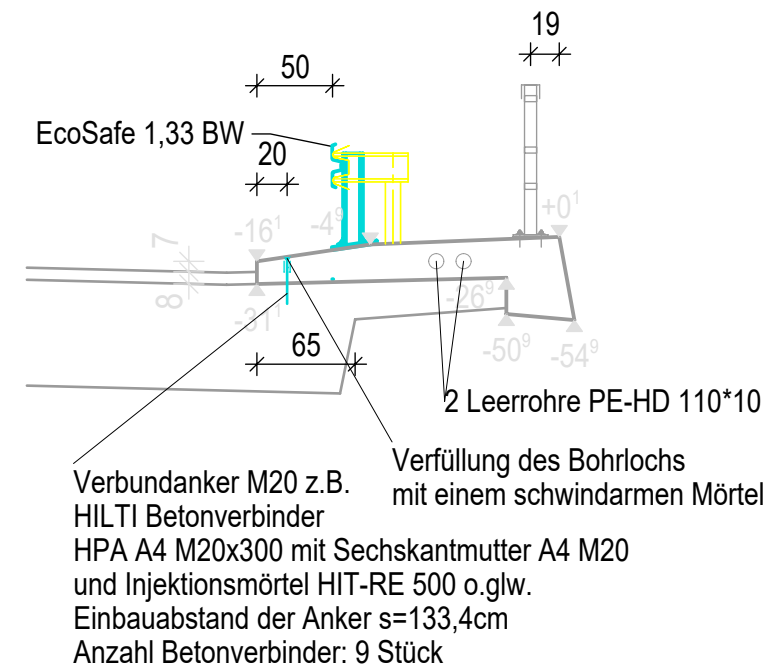 19
50
EcoSafe 1,33 BW
20
+0¹
-16¹
-4⁹
7
8
-31¹
-26⁹
65
-50⁹
-54⁹
2 Leerrohre PE-HD 110*10
Verfüllung des Bohrlochs
mit einem schwindarmen Mörtel
Verbundanker M20 z.B.
HILTI Betonverbinder
HPA A4 M20x300 mit Sechskantmutter A4 M20
und Injektionsmörtel HIT-RE 500 o.glw.
Einbauabstand der Anker s=133,4cm
Anzahl Betonverbinder: 9 Stück